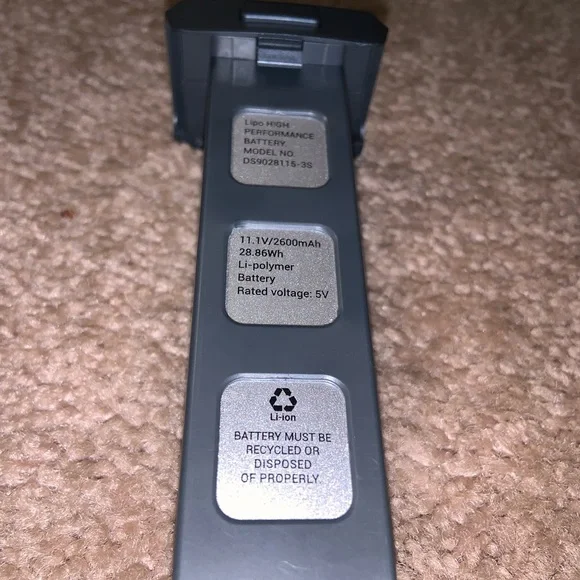 Lipo HIGH
PERFORMANCE
BATTERY
MODEL NO.
DS9028115-3S
11.1V/2600mAh
28.86Wh
Li-polymer
Battery
Rated voltage: 5V
Li-ion
BATTERY MUST BE
RECYCLED OR
DISPOSED
OF PROPERLY.